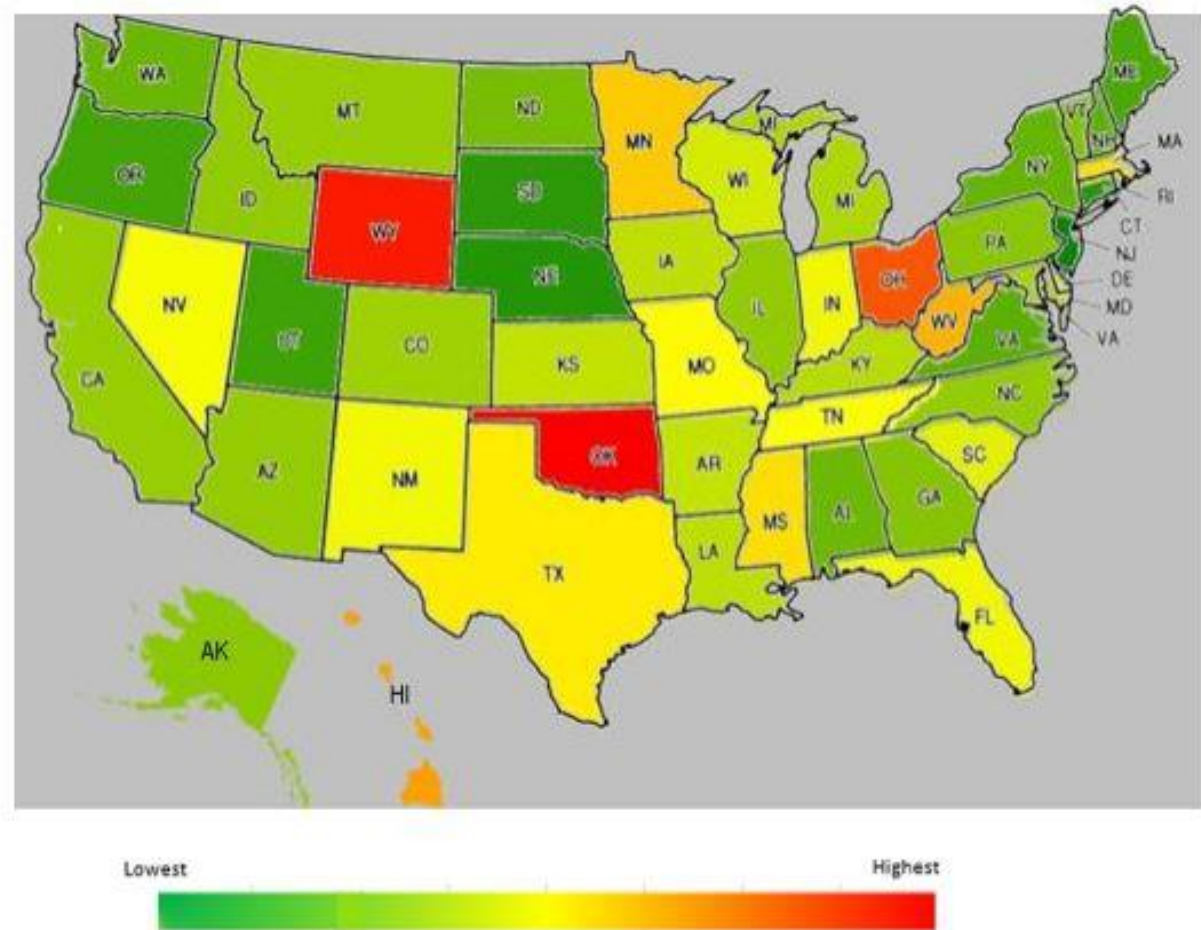 WA
MT
ND
MN
MI
ME
VT
NH
MA
OR
ID
SD
WI
NY
RI
WY
MI
CT
PA
NJ
NE
IA
OH
DE
NV
IN
MD
UT
CO
IL
WV
VA
VA
KS
MO
KY
CA
NC
TN
AZ
NM
OK
AR
SC
GA
MS
AL
LA
TX
FL
AK
HI
Lowest
Highest